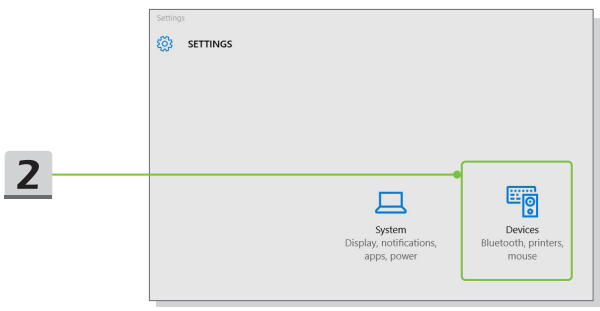 Settings
SETTINGS
2
System
Display, notifications,
apps, power
Devices
Bluetooth, printers,
mouse